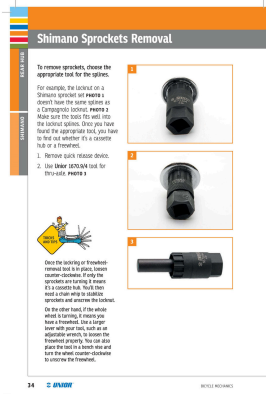 Shimano Sprockets Removal
REAR HUB
SHIMANO
To remove sprockets, choose the
appropriate tool for the splines.
For example, the locknut on a
Shimano sprocket set PHOTO 1
doesn't have the same splines as
a Campagnolo locknut. PHOTO 2
Make sure the tools fits well into
the locknut splines. Once you have
found the appropriate tool, you have
to find out whether it's a cassette
hub or a freewheel.
1. Remove quick release device.
2. Use Unior 1670.9/4 tool for
thru-axle. PHOTO 3
TRICKS
AND TIPS
Once the lockring or freewheel-
removal tool is in place, loosen
counter-clockwise. If only the
sprockets are turning it means
it's a cassette hub. You'll then
need a chain whip to stabilize
sprockets and unscrew the locknut.
On the other hand, if the whole
wheel is turning, it means you
have a freewheel. Use a larger
lever with your tool, such as an
adjustable wrench, to loosen the
freewheel properly. You can also
place the tool in a bench vise and
turn the wheel counter-clockwise
to unscrew the freewheel.
1
2
3
34 UNIOR
BICYCLE MECHANICS